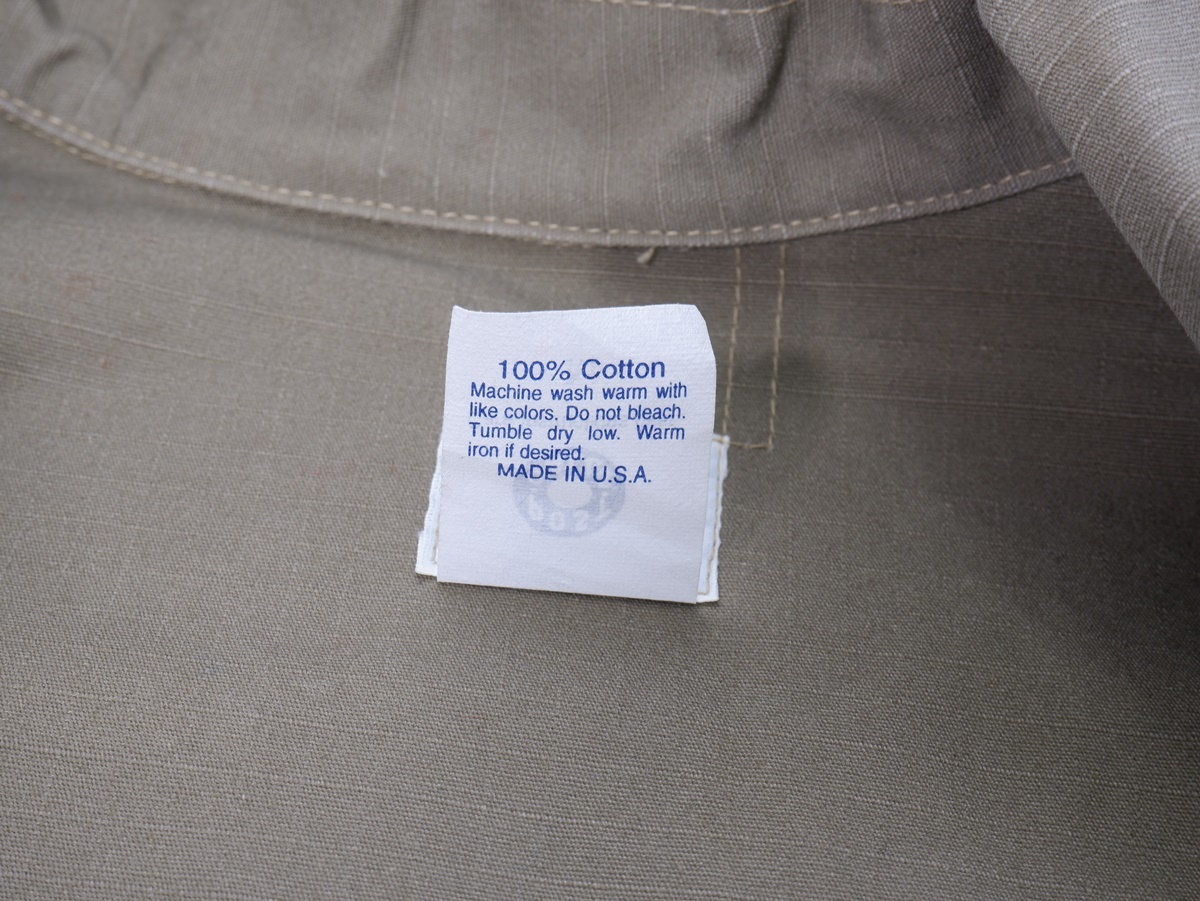 100% Cotton
Machine wash warm with
like colors. Do not bleach.
Tumble dry low. Warm
iron if desired.
MADE IN U.S.A.